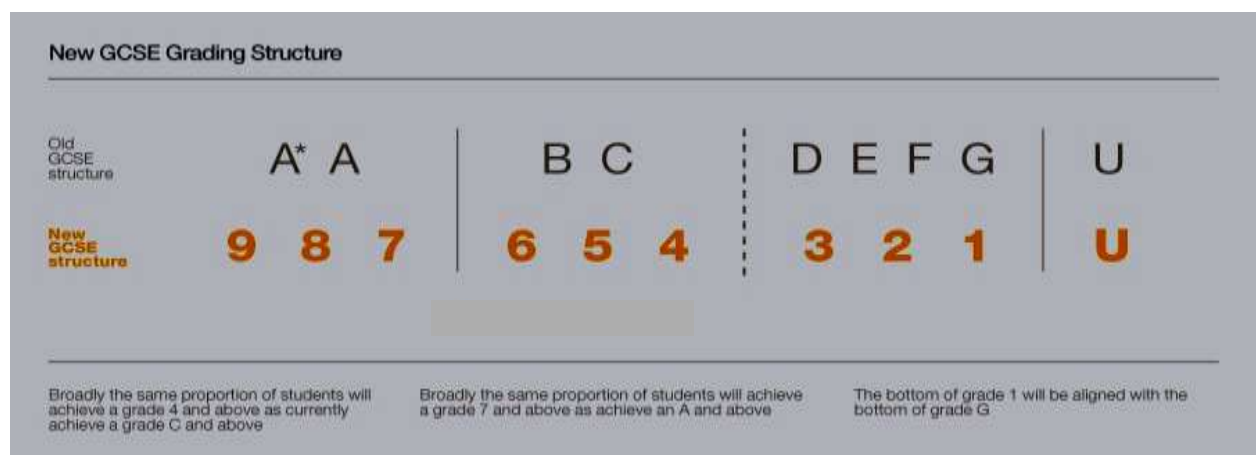 New GCSE Grading Structure
Old
GCSE
structure
A* A B C D E F G U
New
GCSE
structure
9 8 7 6 5 4 3 2 1 U
Broadly the same proportion of students will
achieve a grade 4 and above as currently
achieve a grade C and above
Broadly the same proportion of students will achieve
a grade 7 and above as achieve an A and above
The bottom of grade 1 will be aligned with the
bottom of grade G